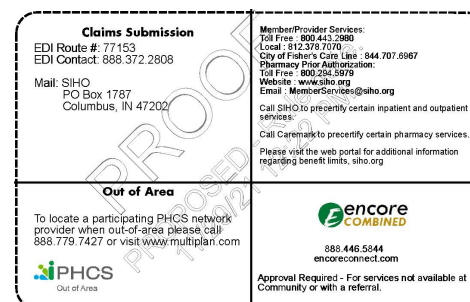 Claims Submission
EDI Route #: 77153
EDI Contact: 888.372.2808
Mail: SIHO
PO Box 1787
Columbus, IN 47202
Member/Provider Services:
Toll Free : 800.443.2980
Local : 812.378.7070
City of Fisher's Care Line : 844.707.6967
Pharmacy Prior Authorization:
Toll Free : 800.294.5979
Website : www.siho.org
Email : MemberServices@siho.org
Call SIHO to precertify certain inpatient and outpatient
services.
Call Caremark to precertify certain pharmacy services.
Please visit the web portal for additional information
regarding benefit limits, siho.org
Out of Area
To locate a participating PHCS network
provider when out-of-area please call
888.779.7427 or visit www.multiplan.com
PHCS
Out of Area
encore
COMBINED
888.446.5844
encoreconnect.com
Approval Required - For services not available at
Community or with a referral.
PROOF